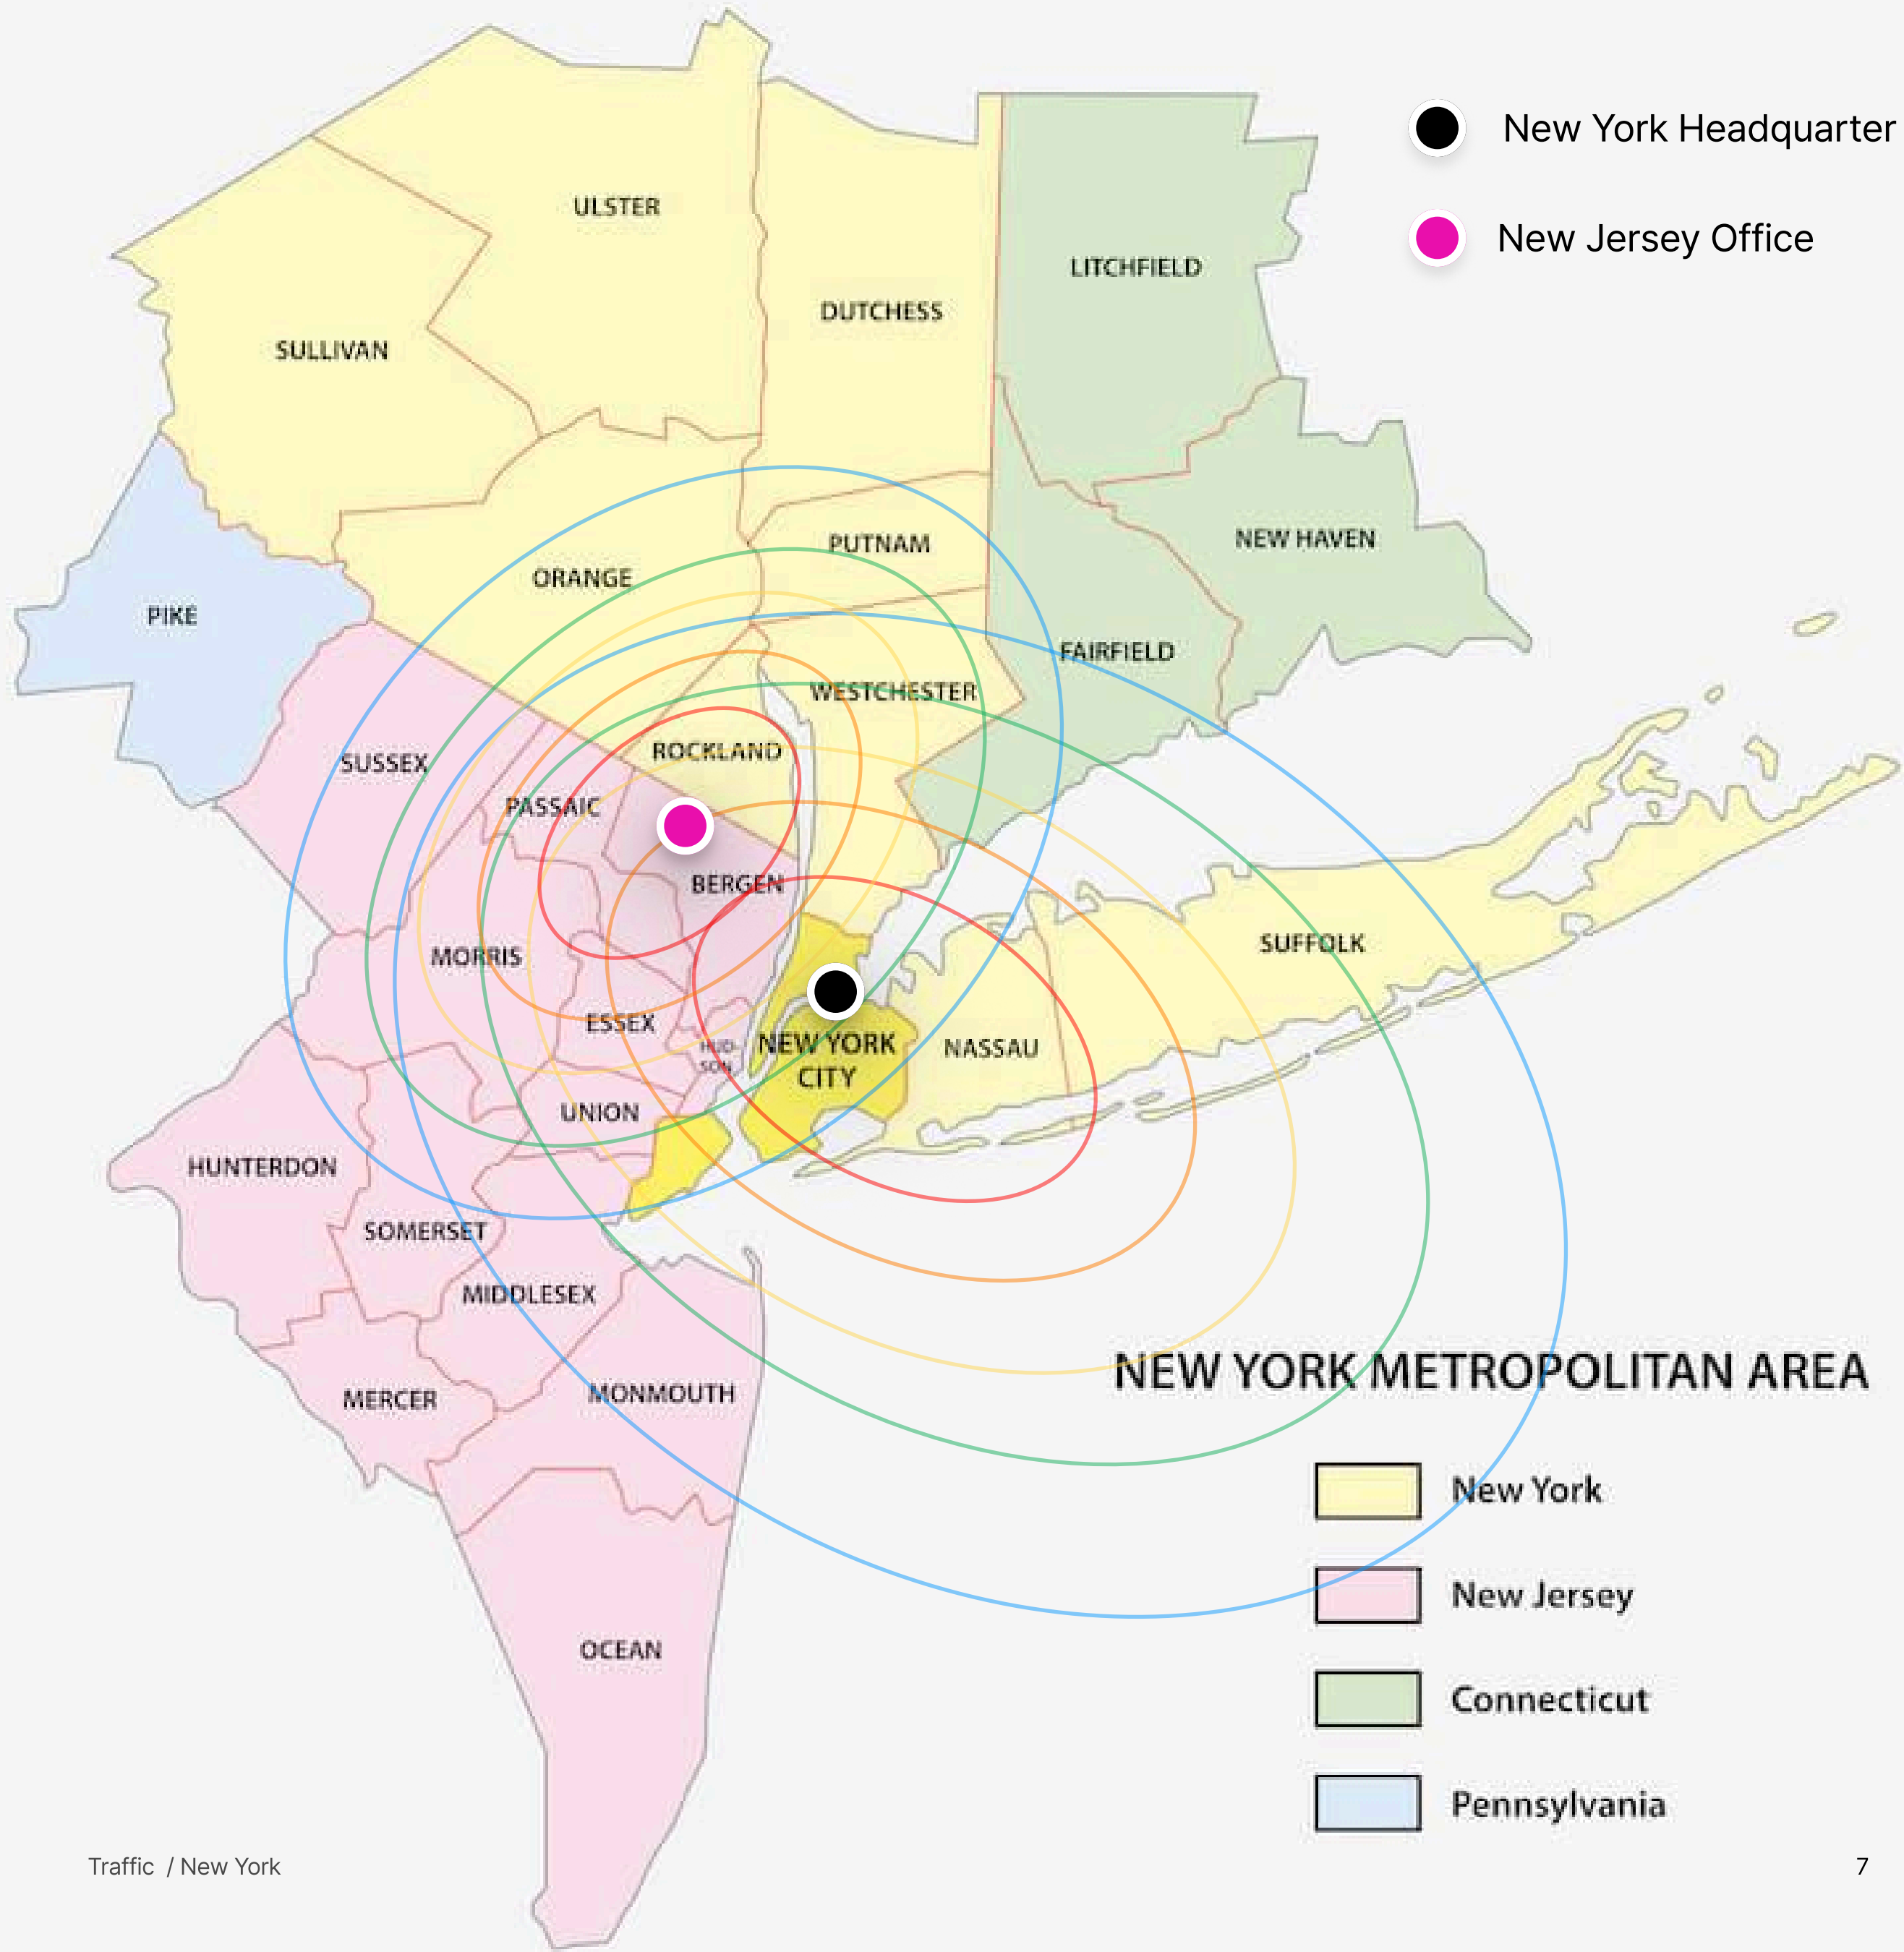 New York Headquarter
New Jersey Office
ULSTER
LITCHFIELD
DUTCHESS
SULLIVAN
NEW HAVEN
PUTNAM
ORANGE
PIKE
FAIRFIELD
WESTCHESTER
ROCKLAND
SUSSEX
PASSAIC
BERGEN
SUFFOLK
MORRIS
ESSEX
HUD-
SON
NEW YORK
CITY
NASSAU
UNION
HUNTERDON
SOMERSET
MIDDLESEX
MONMOUTH
MERCER
OCEAN
NEW YORK METROPOLITAN AREA
New York
New Jersey
Connecticut
Pennsylvania
Traffic / New York
7